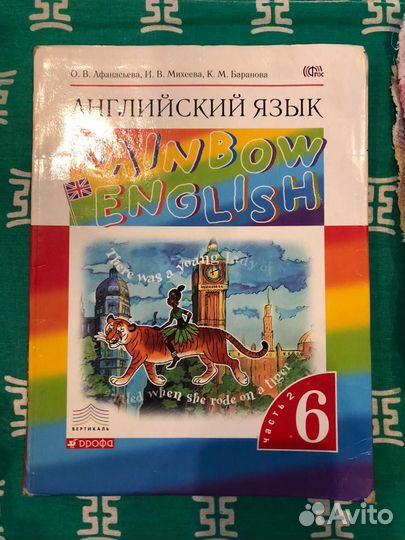 О. В. Афанасьева, И. В. Михеева, К. М. Баранова
ФГОС
АНГЛИЙСКИЙ ЯЗЫК
RAINBOW
ENGLISH
There was a young lady of
when she rode on a tiger
ВЕРТИКАЛЬ
ДРОФА
часть 2
6
Avito